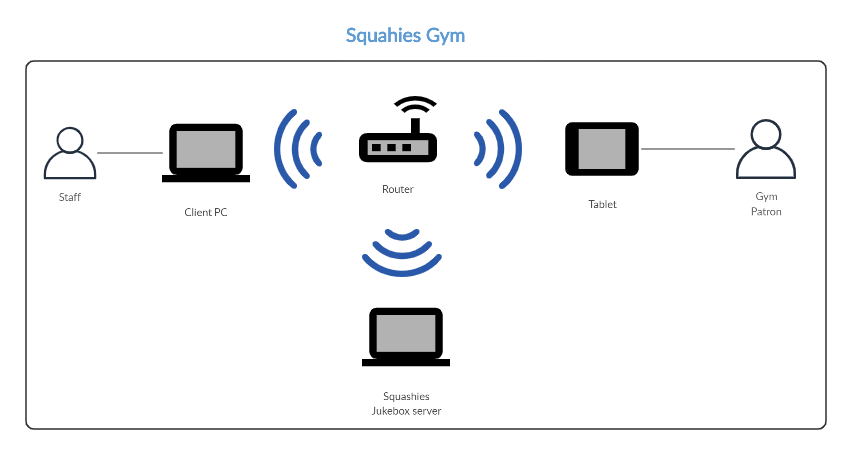 Squahies Gym
Staff
Client PC
Router
Tablet
Gym
Patron
Squashies
Jukebox server